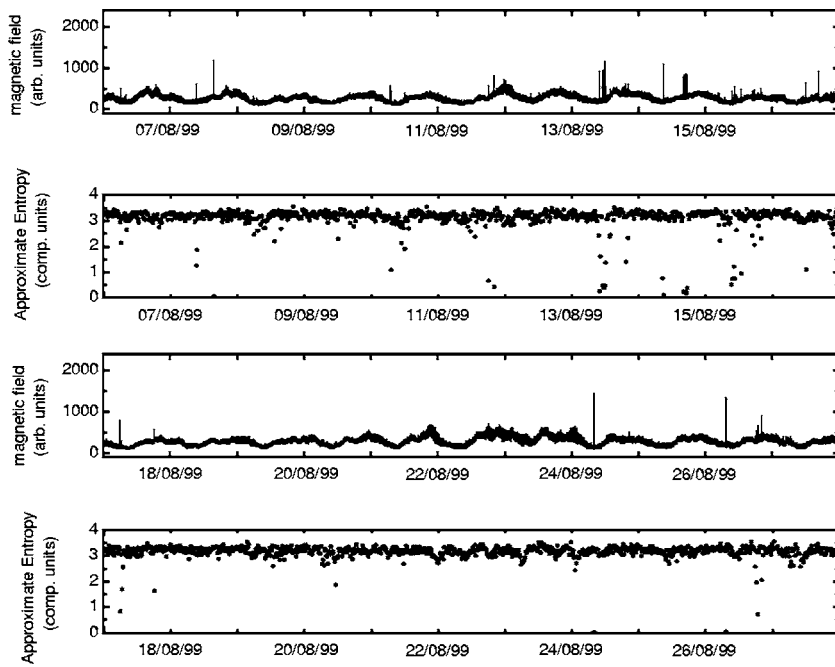 magnetic field
(arb. units)
2000
1000
0
07/08/99 09/08/99 11/08/99 13/08/99 15/08/99
Approximate Entropy
(comp. units)
4
3
2
1
0
07/08/99 09/08/99 11/08/99 13/08/99 15/08/99
magnetic field
(arb. units)
2000
1000
0
18/08/99 20/08/99 22/08/99 24/08/99 26/08/99
Approximate Entropy
(comp. units)
4
3
2
1
0
18/08/99 20/08/99 22/08/99 24/08/99 26/08/99